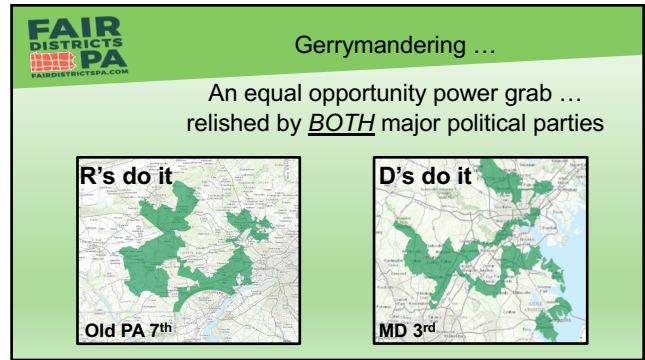 FAIR
DISTRICTS
PA
FAIRDISTRICTSPA.COM
Gerrymandering …
An equal opportunity power grab …
relished by BOTH major political parties
R's do it
D's do it
Old PA 7th
MD 3rd